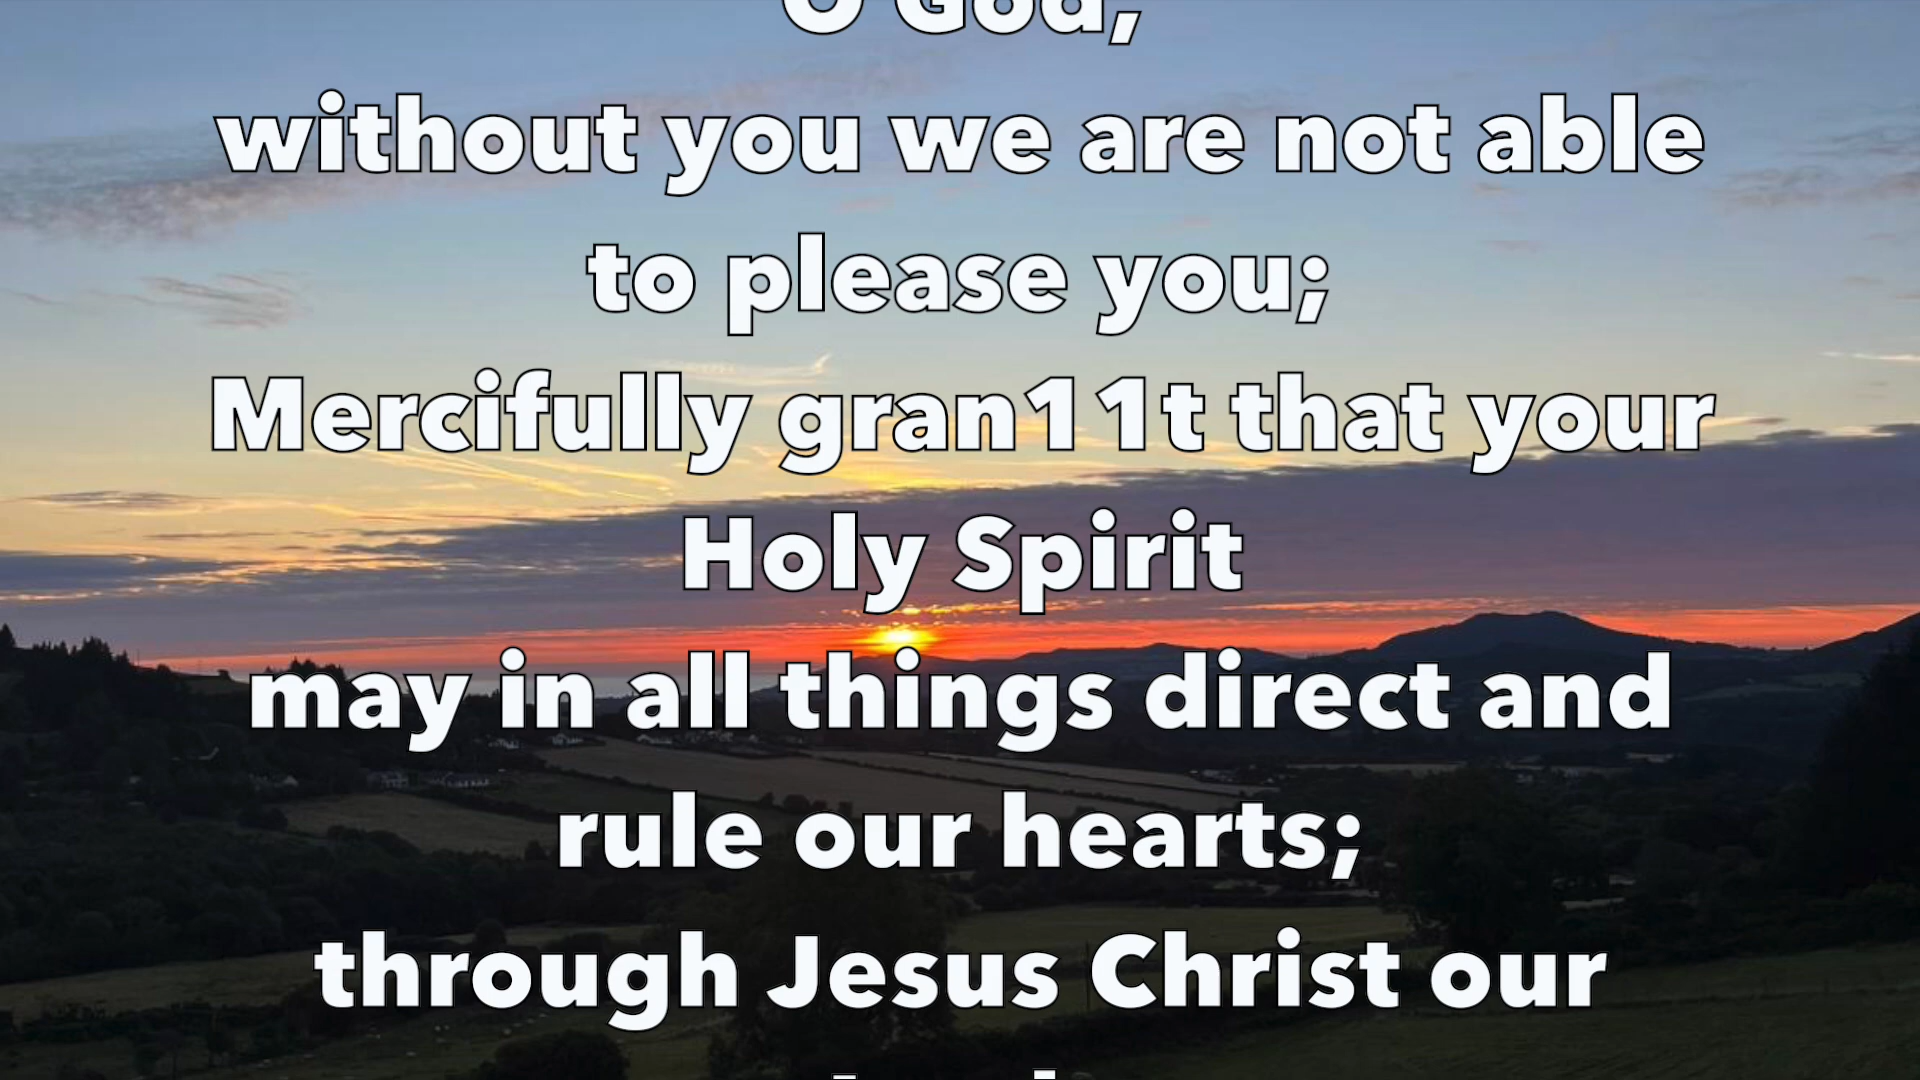 O God,
without you we are not able
to please you;
Mercifully gran11t that your
Holy Spirit
may in all things direct and
rule our hearts;
through Jesus Christ our